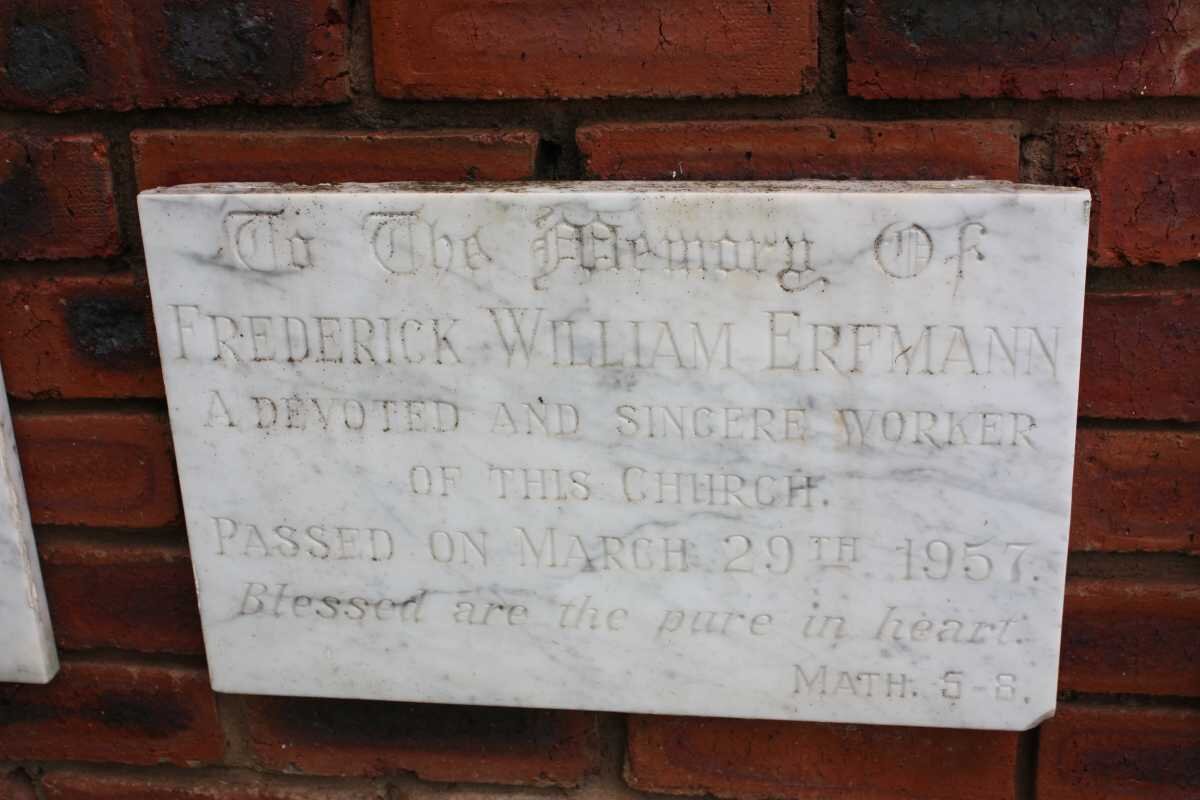 To The Memory Of
FREDERICK WILLIAM ERFMANN
A DEVOTED AND SINCERE WORKER
OF THIS CHURCH.
PASSED ON MARCH 29TH 1957.
Blessed are the pure in heart.
MATH. 5-8.